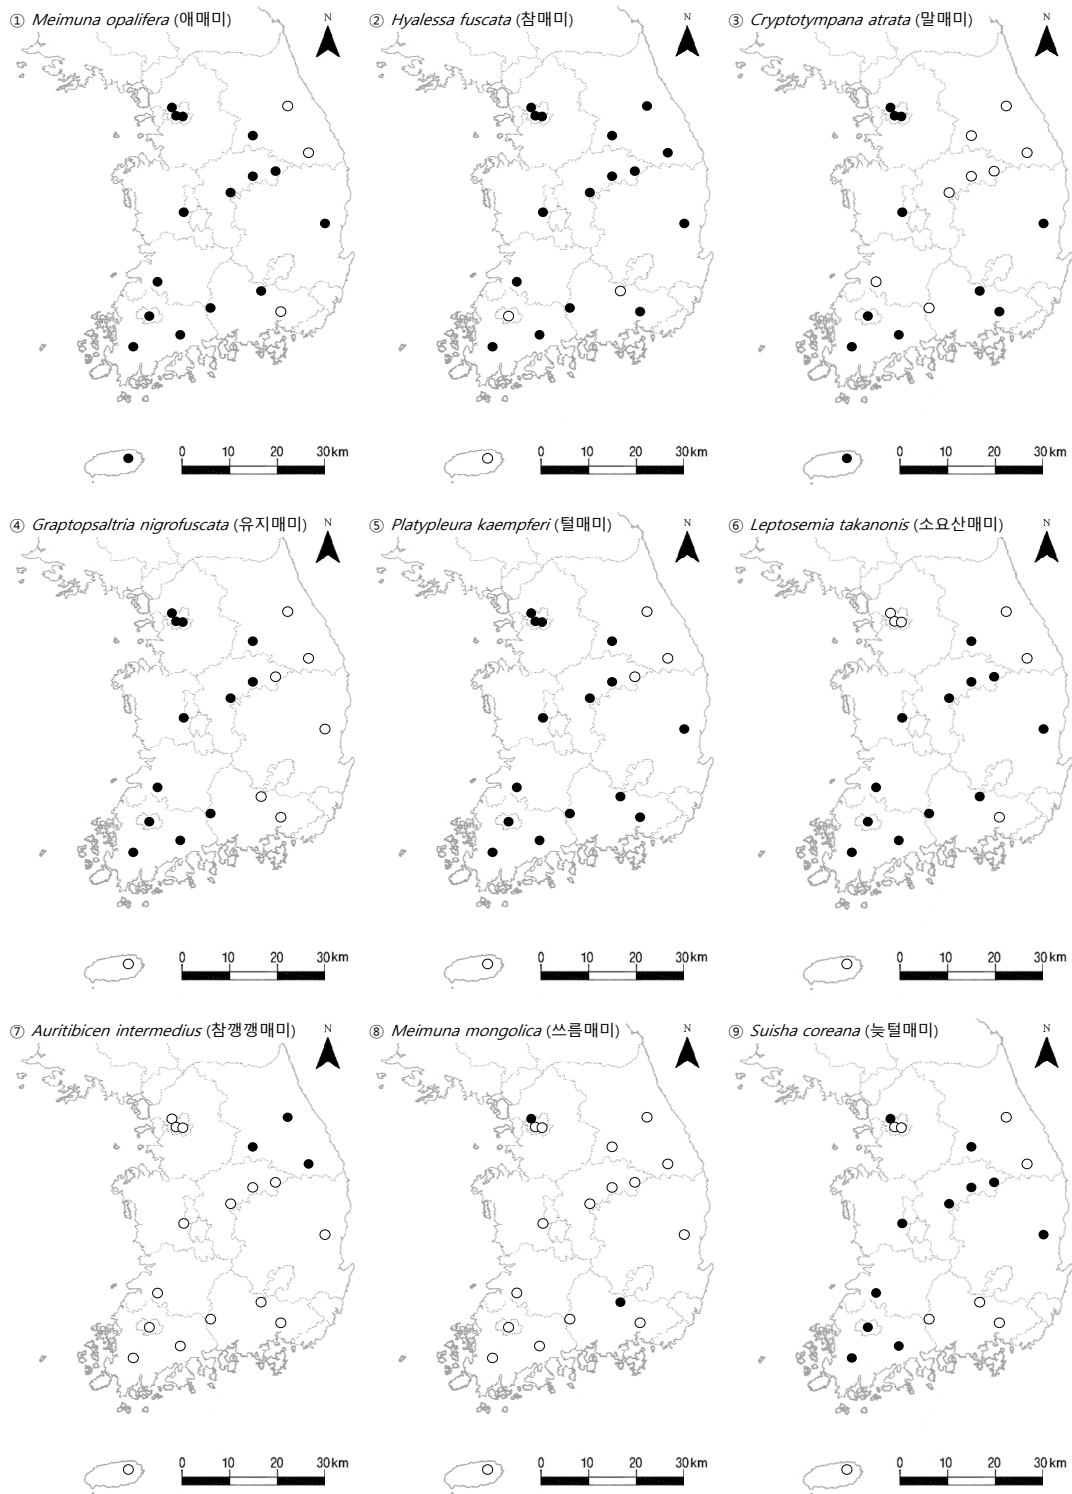 ① Meimuna opalifera (애매미)
N
0 10 20 30km
② Hyalessa fuscata (참매미)
N
0 10 20 30km
③ Cryptotympana atrata (말매미)
N
0 10 20 30km
④ Graptopsaltria nigrofuscata (유지매미)
N
0 10 20 30km
⑤ Platypleura kaempferi (털매미)
N
0 10 20 30km
⑥ Leptosemia takanonis (소요산매미)
N
0 10 20 30km
⑦ Auritibicen intermedius (참깽깽매미)
N
0 10 20 30km
⑧ Meimuna mongolica (쓰름매미)
N
0 10 20 30km
⑨ Suisha coreana (늦털매미)
N
0 10 20 30km